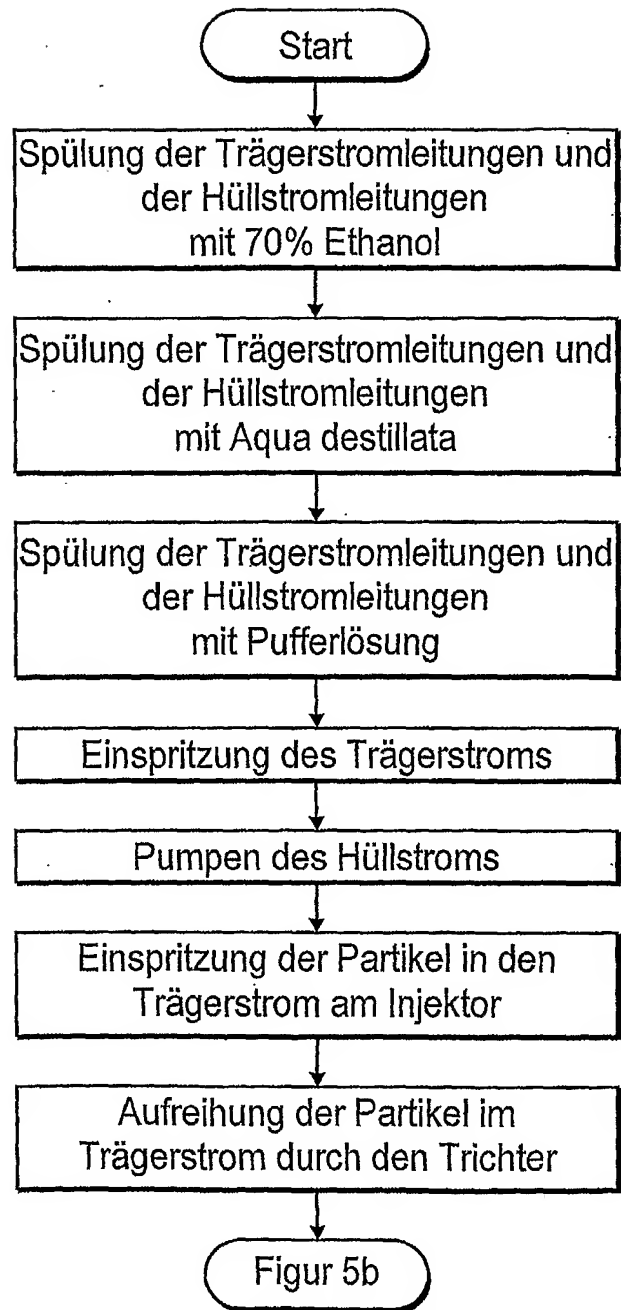 Start
Spülung der Trägerstromleitungen und
der Hüllstromleitungen
mit 70% Ethanol
Spülung der Trägerstromleitungen und
der Hüllstromleitungen
mit Aqua destillata
Spülung der Trägerstromleitungen und
der Hüllstromleitungen
mit Pufferlösung
Einspritzung des Trägerstroms
Pumpen des Hüllstroms
Einspritzung der Partikel in den
Trägerstrom am Injektor
Aufreihung der Partikel im
Trägerstrom durch den Trichter
Figur 5b